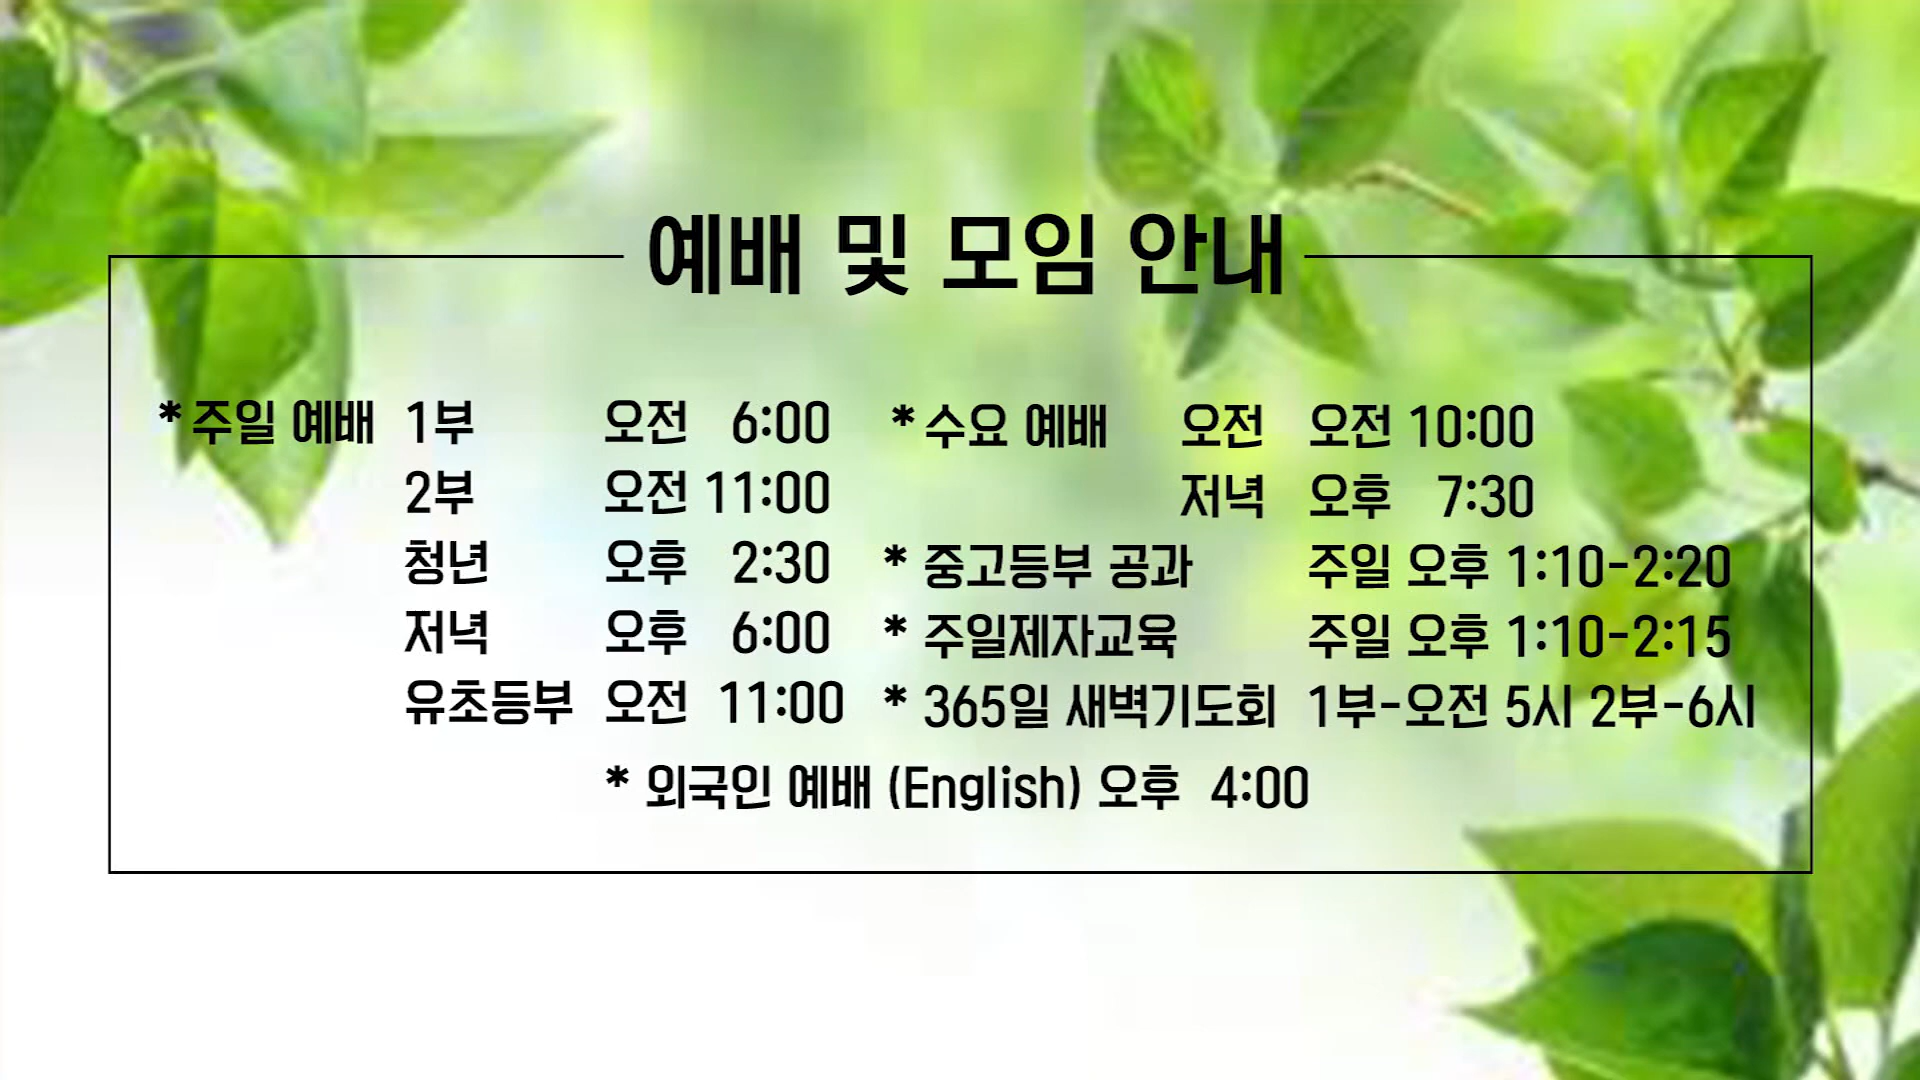 예배 및 모임 안내
* 주일 예배 1부 오전 6:00
2부 오전 11:00
청년 오후 2:30
저녁 오후 6:00
유초등부 오전 11:00
* 수요 예배 오전 오전 10:00
저녁 오후 7:30
* 중고등부 공과 주일 오후 1:10-2:20
* 주일제자교육 주일 오후 1:10-2:15
* 365일 새벽기도회 1부-오전 5시 2부-6시
* 외국인 예배 (English) 오후 4:00